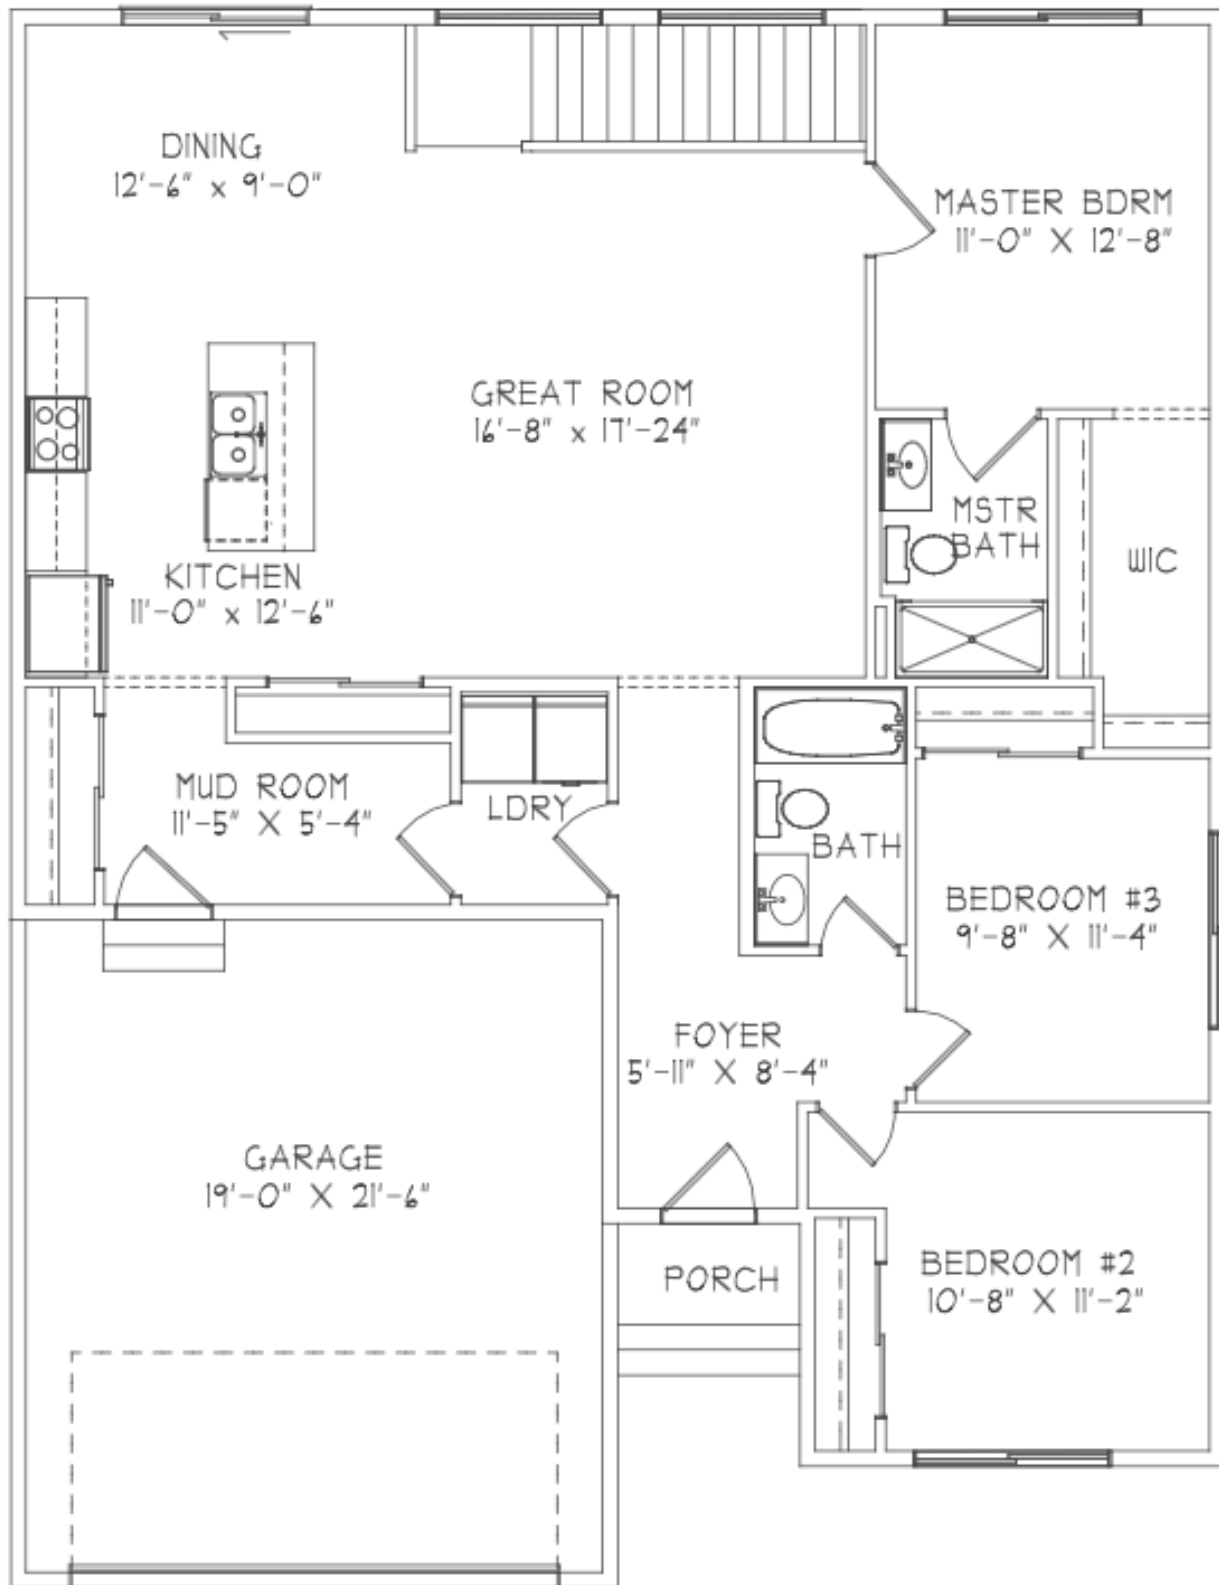 DINING
12'-6" x 9'-0"
MASTER BDRM
11'-0" X 12'-8"
GREAT ROOM
16'-8" x 17'-24"
MSTR
BATH
WIC
KITCHEN
11'-0" x 12'-6"
MUD ROOM
11'-5" X 5'-4"
LDRY
BATH
BEDROOM #3
9'-8" X 11'-4"
FOYER
5'-11" X 8'-4"
GARAGE
19'-0" X 21'-6"
PORCH
BEDROOM #2
10'-8" X 11'-2"